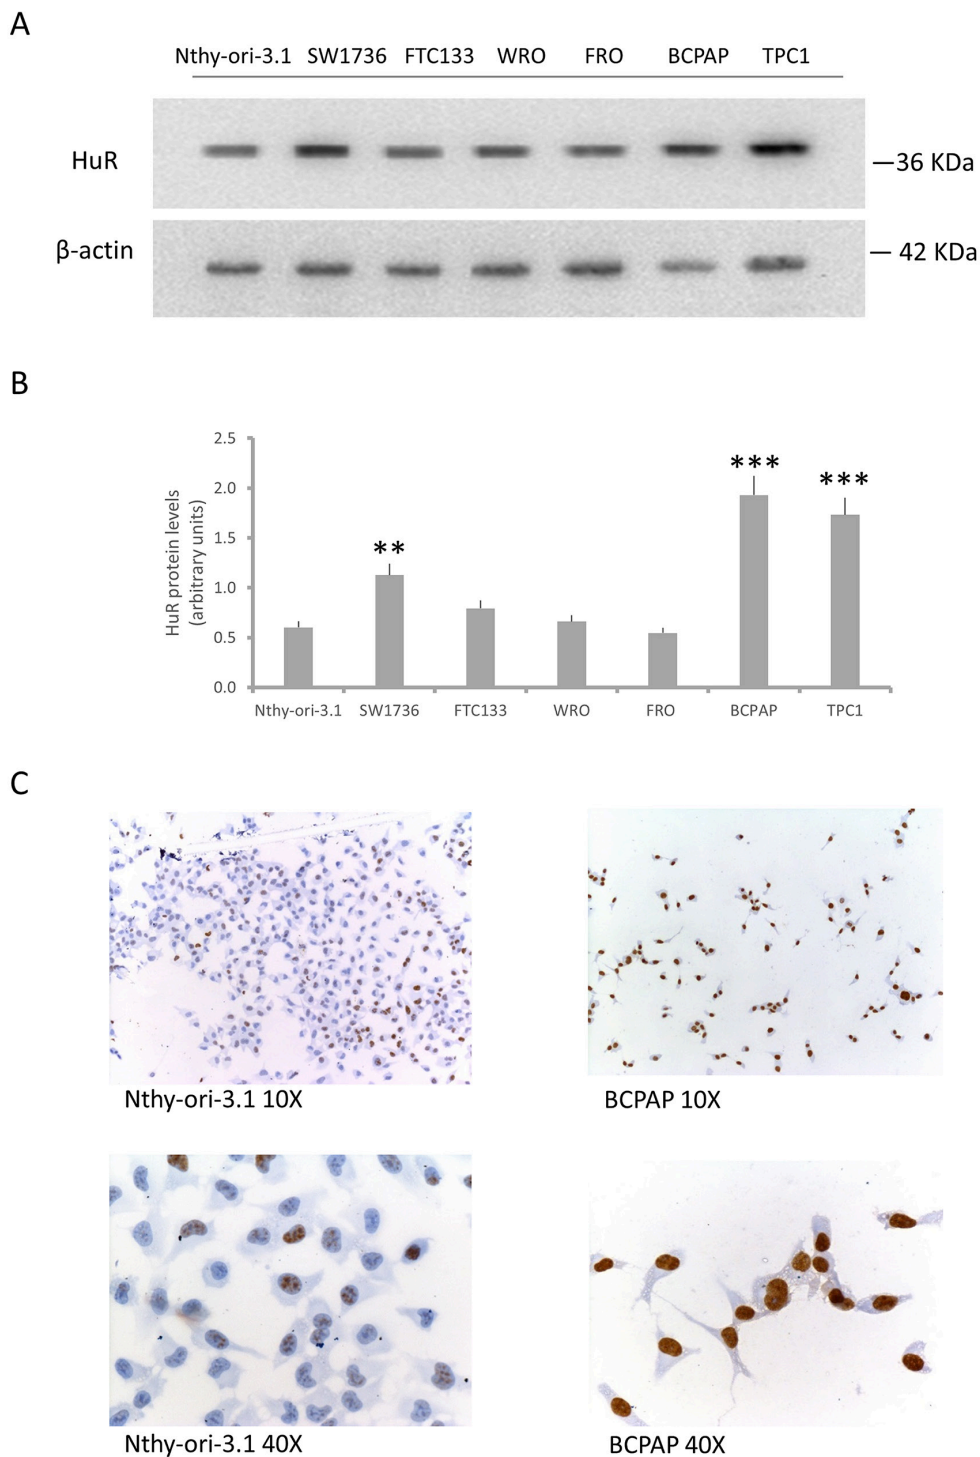 A
Nthy-ori-3.1 SW1736 FTC133 WRO FRO BCPAP TPC1
HuR
—36 KDa
β-actin
— 42 KDa
B
HuR protein levels
(arbitrary units)
2.5
2.0
1.5
1.0
0.5
0.0
**
***
***
Nthy-ori-3.1 SW1736 FTC133 WRO FRO BCPAP TPC1
C
Nthy-ori-3.1 10X
BCPAP 10X
Nthy-ori-3.1 40X
BCPAP 40X